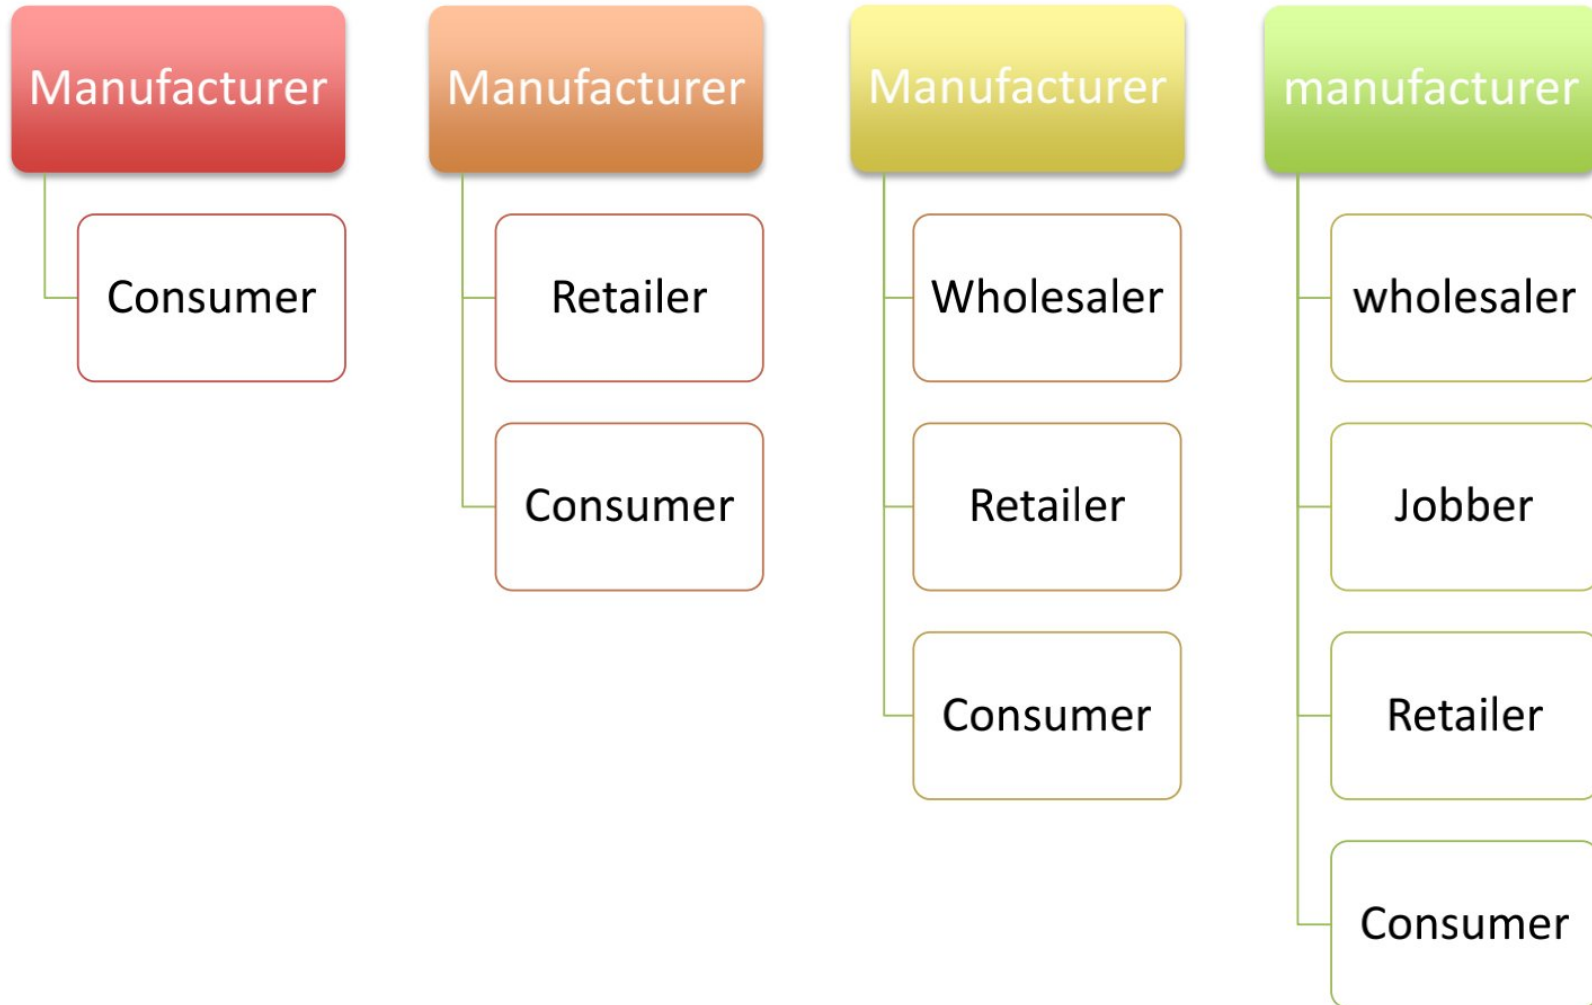 Manufacturer
Consumer
Manufacturer
Retailer
Consumer
Manufacturer
Wholesaler
Retailer
Consumer
manufacturer
wholesaler
Jobber
Retailer
Consumer